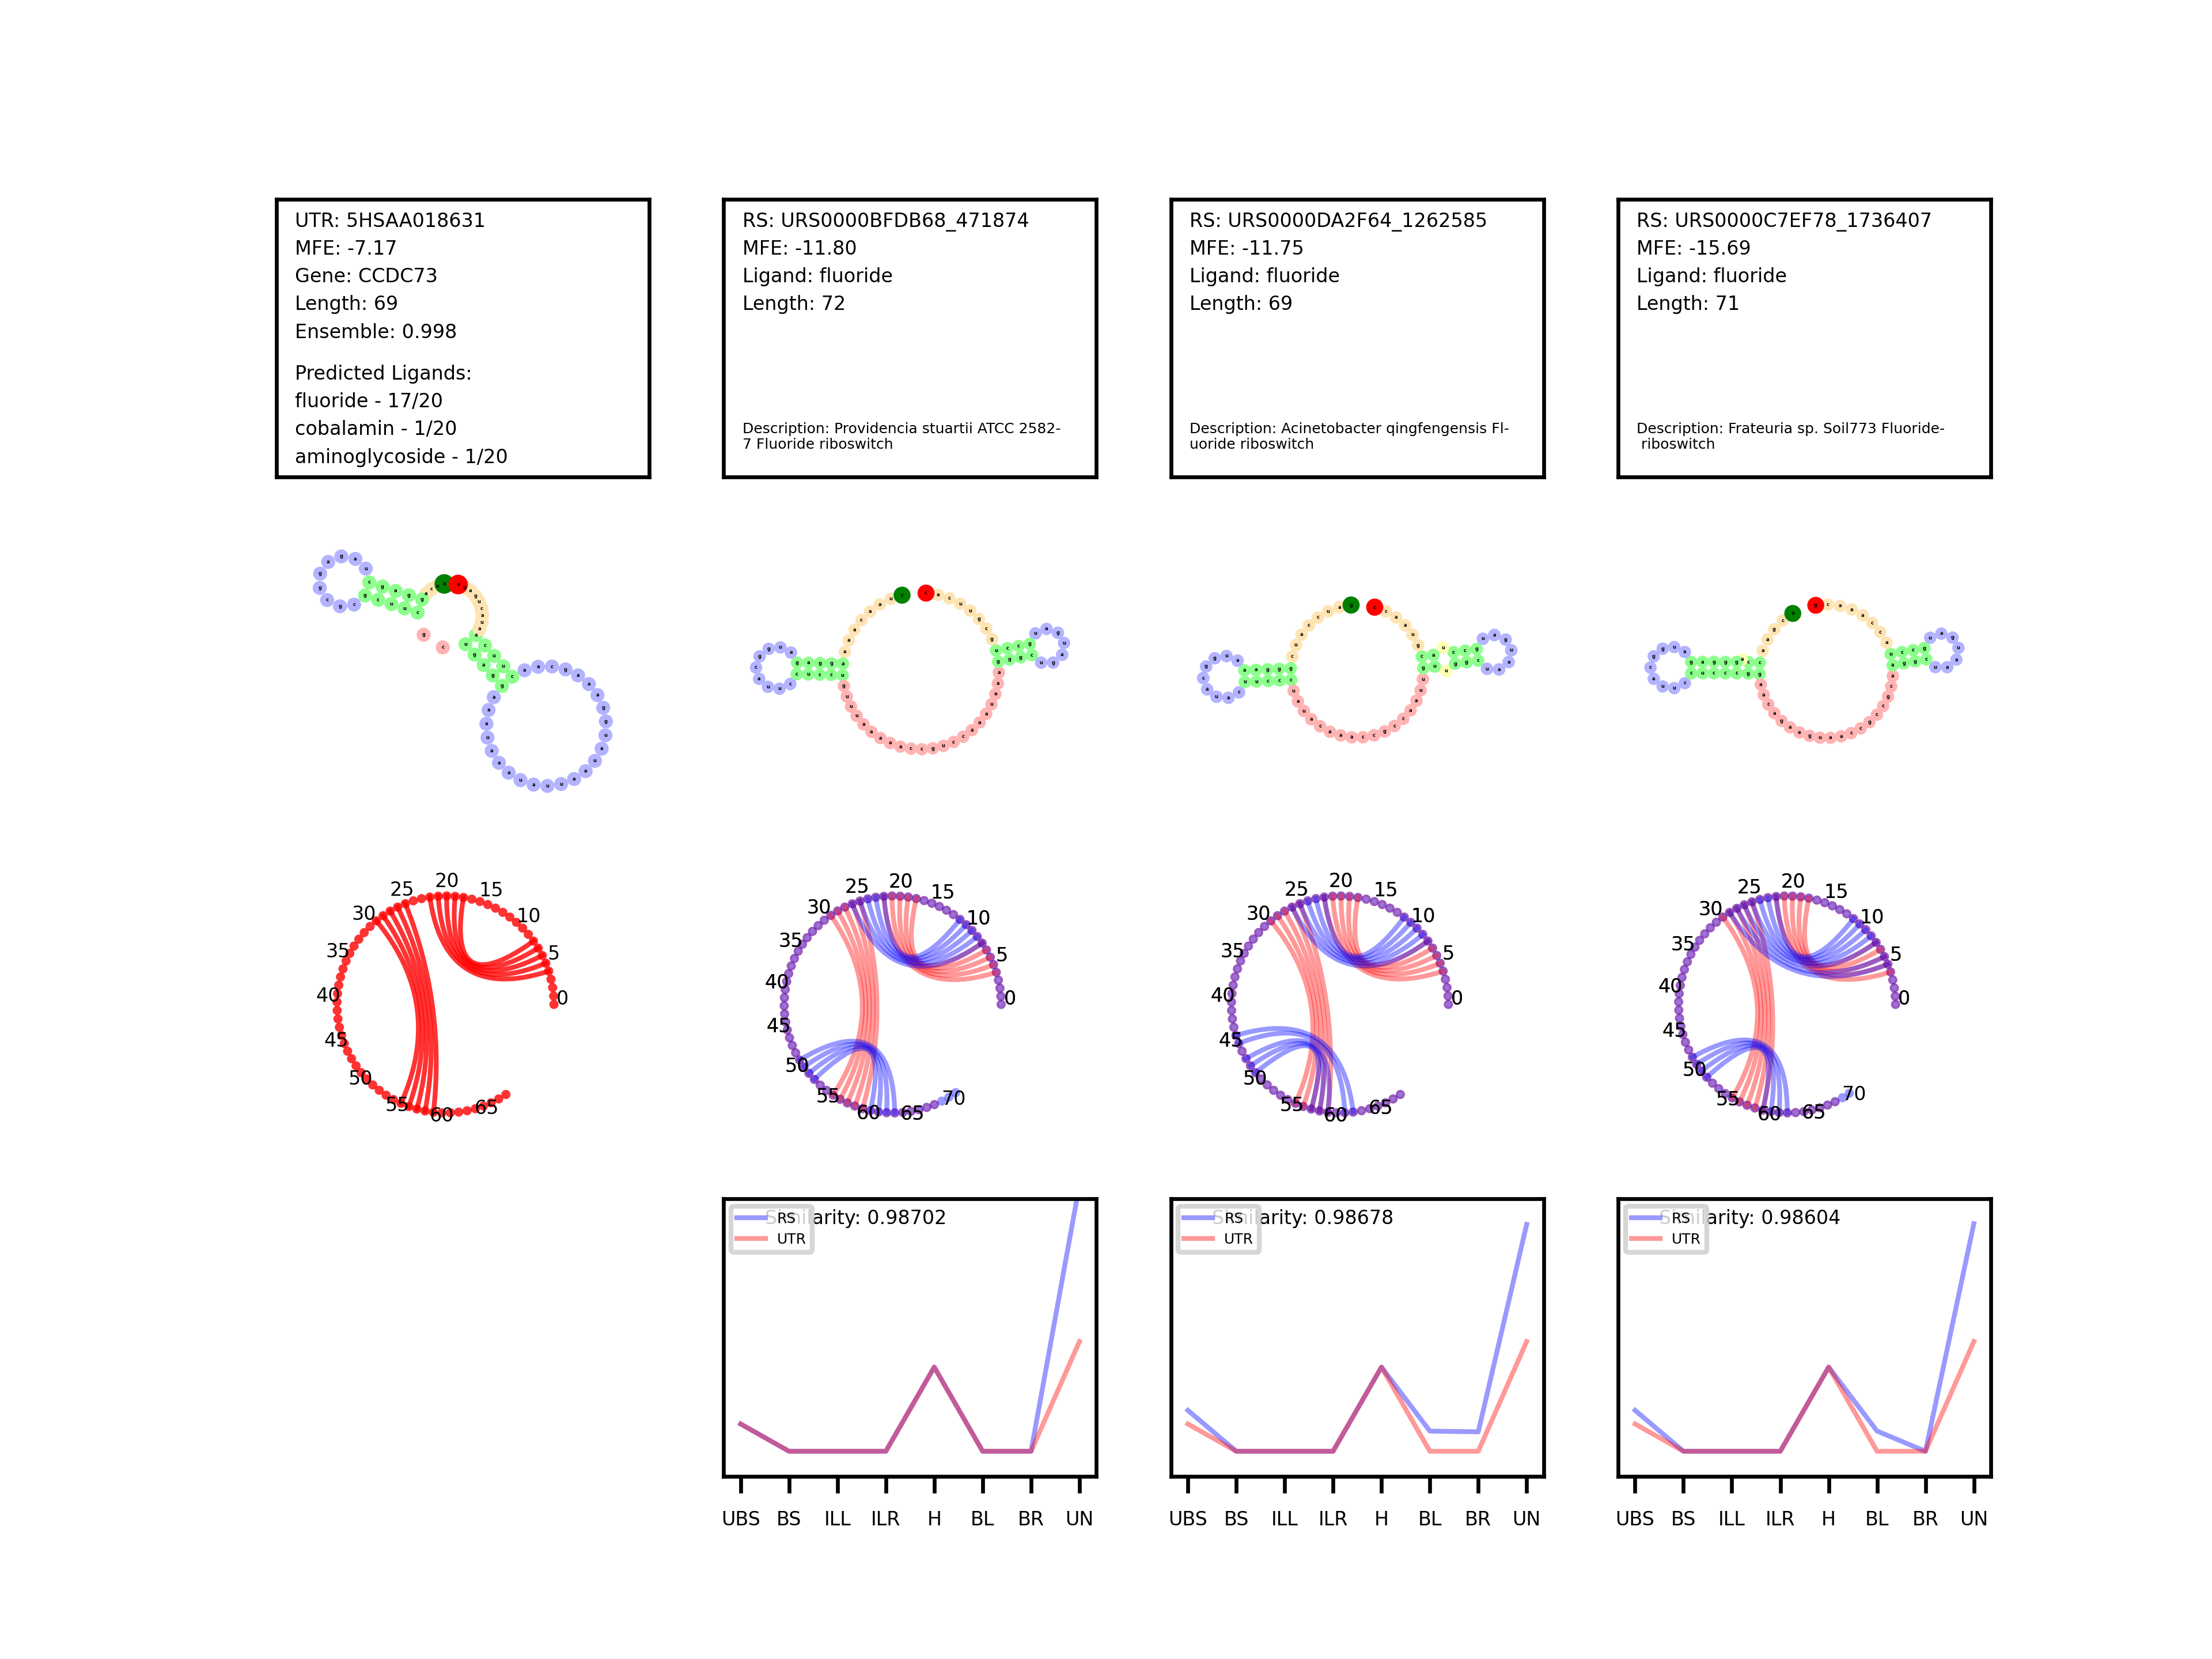 UTR: 5HSAA018631
MFE: -7.17
Gene: CCDC73
Length: 69
Ensemble: 0.998
Predicted Ligands:
fluoride - 17/20
cobalamin - 1/20
aminoglycoside - 1/20
RS: URS0000BFDB68_471874
MFE: -11.80
Ligand: fluoride
Length: 72
Description: Providencia stuartii ATCC 2582-
7 Fluoride riboswitch
RS: URS0000DA2F64_1262585
MFE: -11.75
Ligand: fluoride
Length: 69
Description: Acinetobacter qingfengensis Fl-
uoride riboswitch
RS: URS0000C7EF78_1736407
MFE: -15.69
Ligand: fluoride
Length: 71
Description: Frateuria sp. Soil773 Fluoride-
riboswitch
0 5 10 15 20 25 30 35 40 45 50 55 60 65
0 5 10 15 20 25 30 35 40 45 50 55 60 65 70
0 5 10 15 20 25 30 35 40 45 50 55 60 65
0 5 10 15 20 25 30 35 40 45 50 55 60 65 70
Similarity: 0.98702
RS
UTR
UBS BS ILL ILR H BL BR UN
Similarity: 0.98678
RS
UTR
UBS BS ILL ILR H BL BR UN
Similarity: 0.98604
RS
UTR
UBS BS ILL ILR H BL BR UN